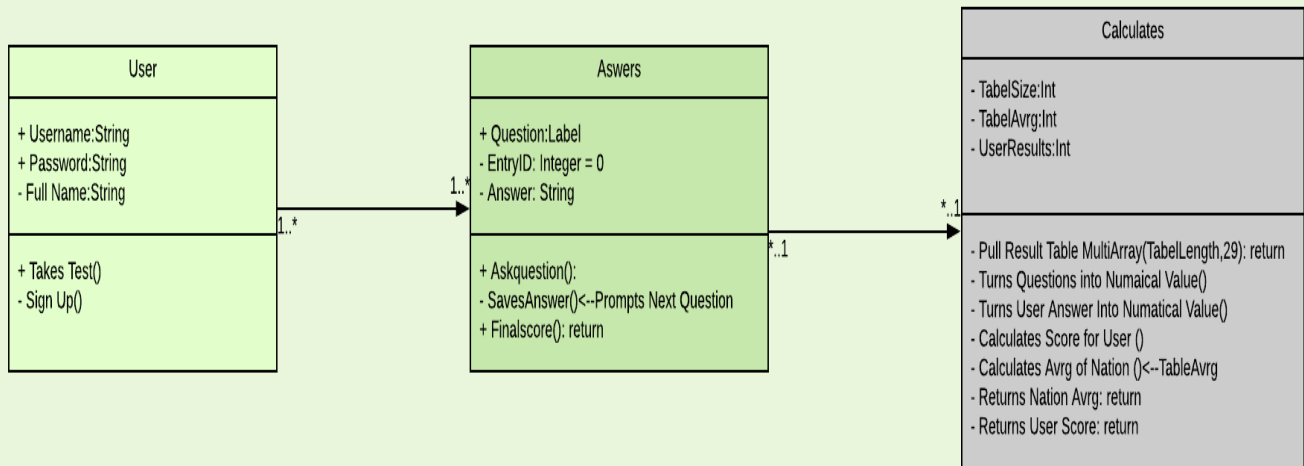 User
+ Username:String
+ Password:String
- Full Name:String
+ Takes Test()
- Sign Up()
1..*
1..*
Aswers
+ Question:Label
- EntryID: Integer = 0
- Answer: String
+ Askquestion():
- SavesAnswer()<--Prompts Next Question
+ Finalscore(): return
*..1
*..1
Calculates
- TabelSize:Int
- TabelAvrg:Int
- UserResults:Int
- Pull Result Table MultiArray(TabelLength,29): return
- Turns Questions into Numaical Value()
- Turns User Answer Into Numatical Value()
- Calculates Score for User ()
- Calculates Avrg of Nation ()<--TableAvrg
- Returns Nation Avrg: return
- Returns User Score: return